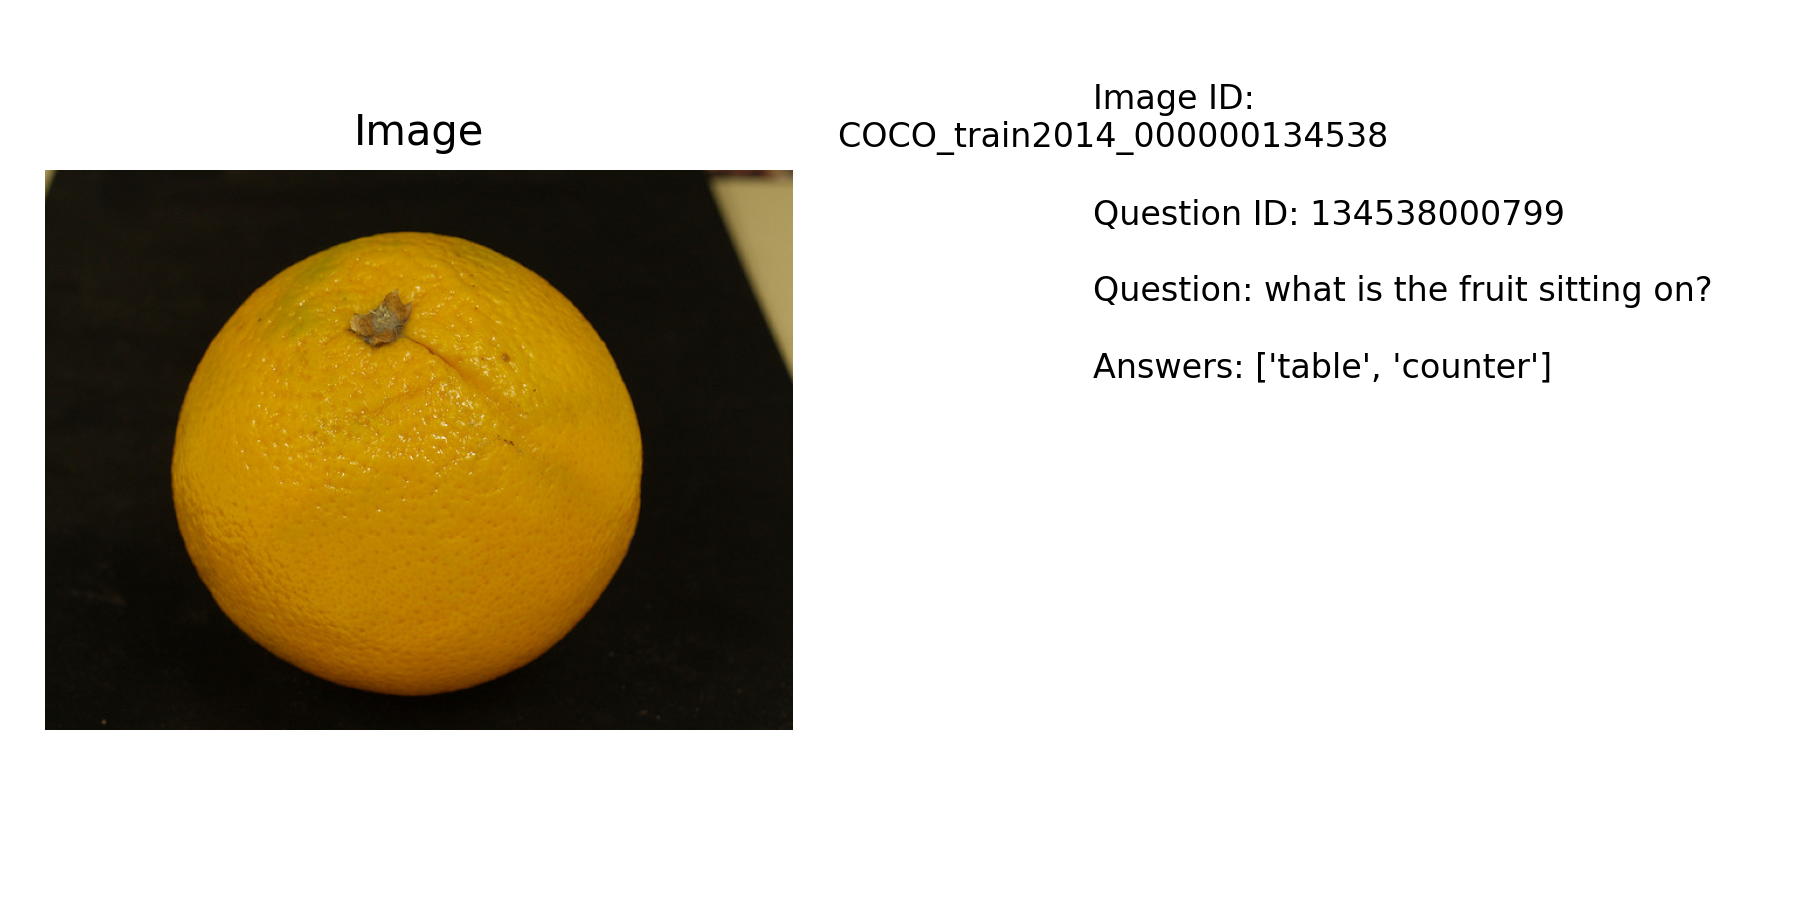 Image
Image ID:
COCO_train2014_000000134538
Question ID: 134538000799
Question: what is the fruit sitting on?
Answers: ['table', 'counter']